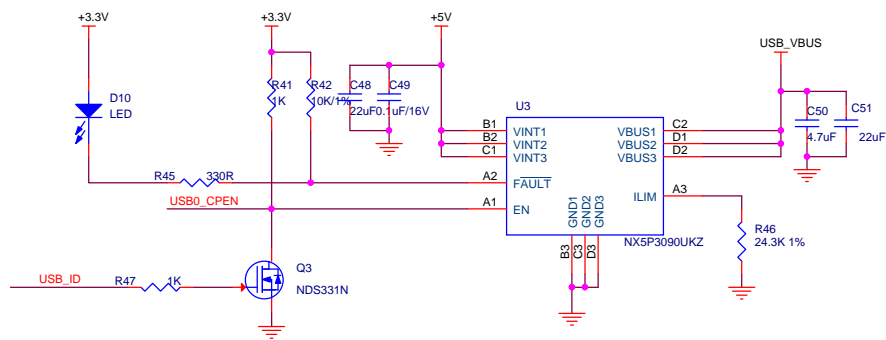 +3.3V
+3.3V
+5V
USB_VBUS
D10
LED
R41
1K
R42
10K/1%
C48
22uF
C49
0.1uF/16V
U3
B1
B2
C1
VINT1
VINT2
VINT3
VBUS1
VBUS2
VBUS3
C2
D1
D2
C50
4.7uF
C51
22uF
R45
330R
A2
FAULT
ILIM
A3
USB0_CPEN
A1
EN
GND1
GND2
GND3
B3
C3
D3
NX5P3090UKZ
R46
24.3K 1%
USB_ID
R47
1K
Q3
NDS331N